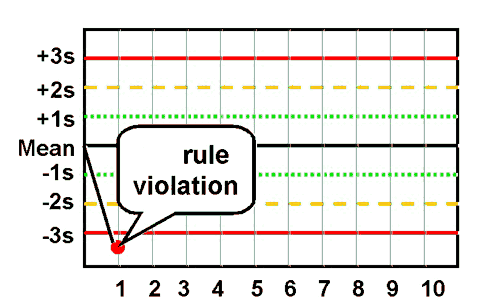 +3s
+2s
+1s
Mean
-1s
-2s
-3s
rule
violation
1 2 3 4 5 6 7 8 9 10